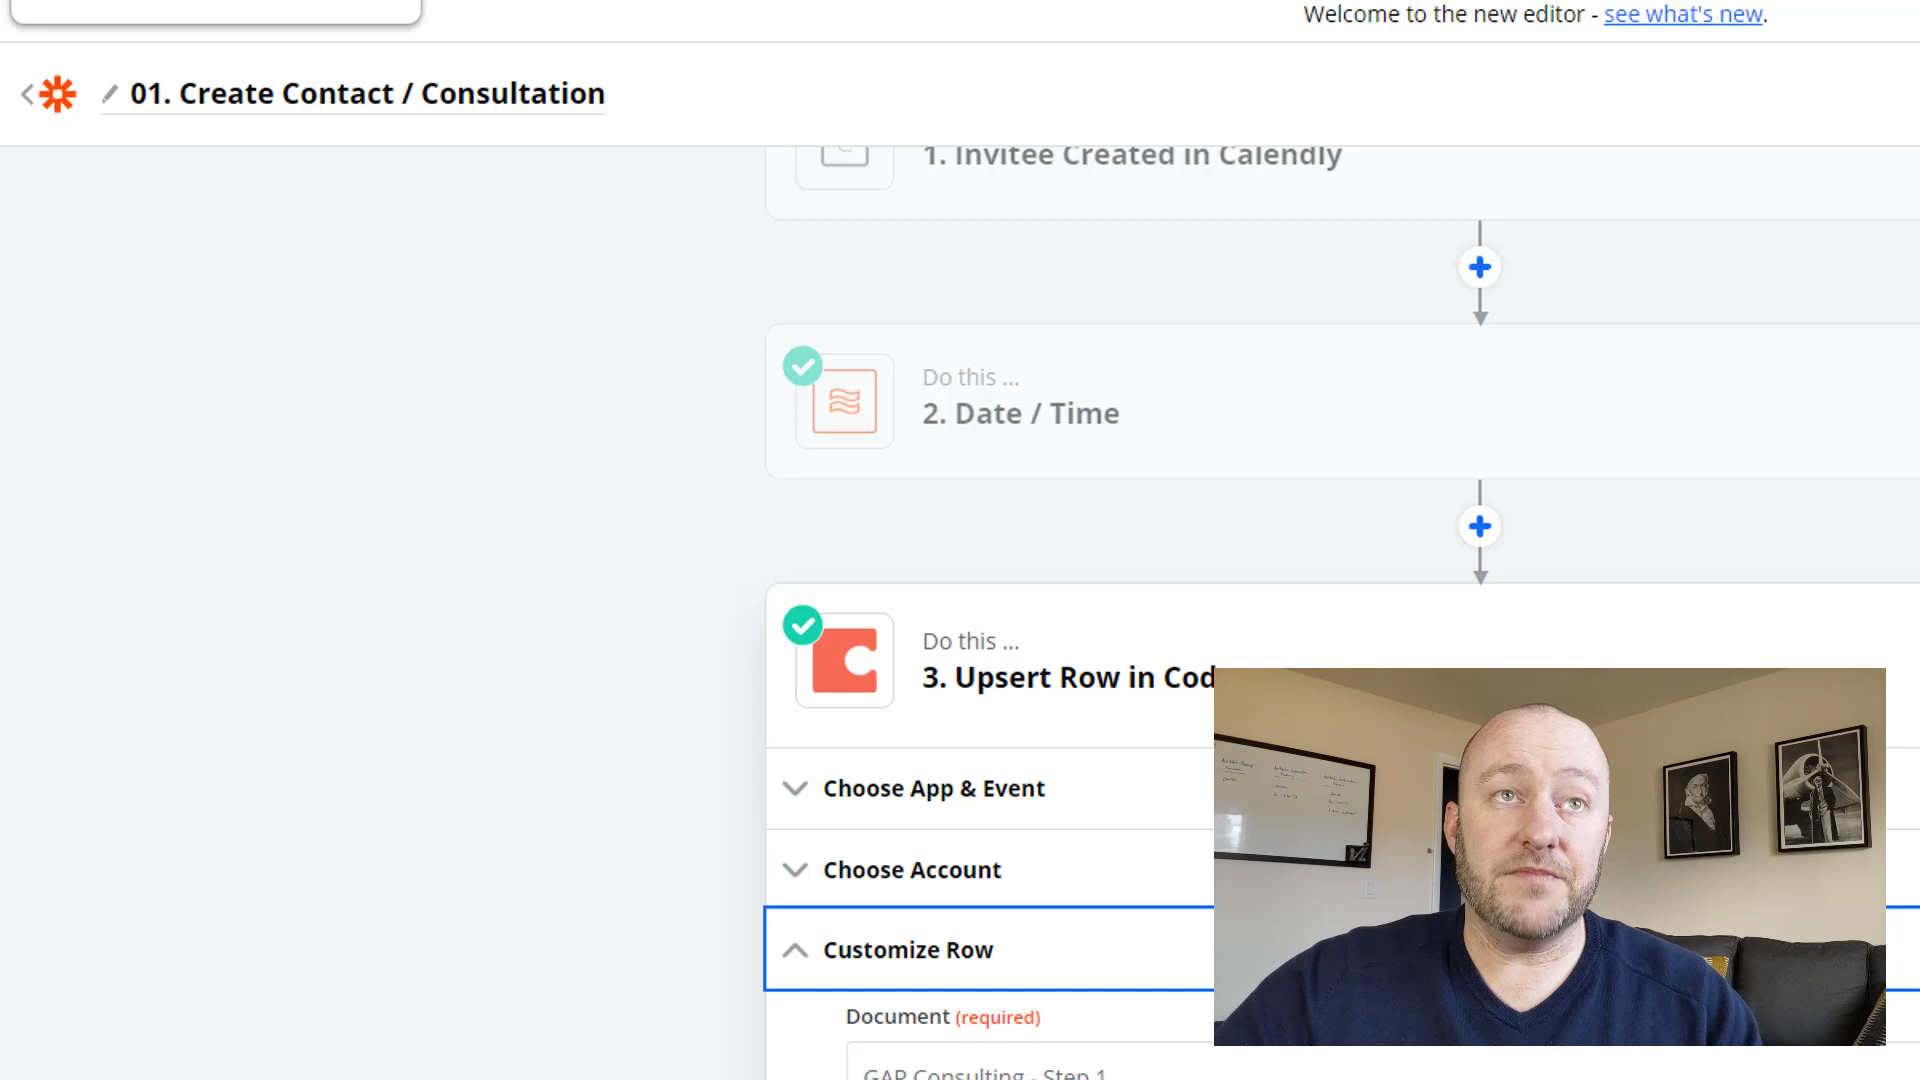 Welcome to the new editor - see what's new.
01. Create Contact / Consultation
1. Invitee Created in Calendly
Do this ...
2. Date / Time
Do this ...
3. Upsert Row in Cod
Choose App & Event
Choose Account
Customize Row
Document (required)
GAP Consulting - Step 1